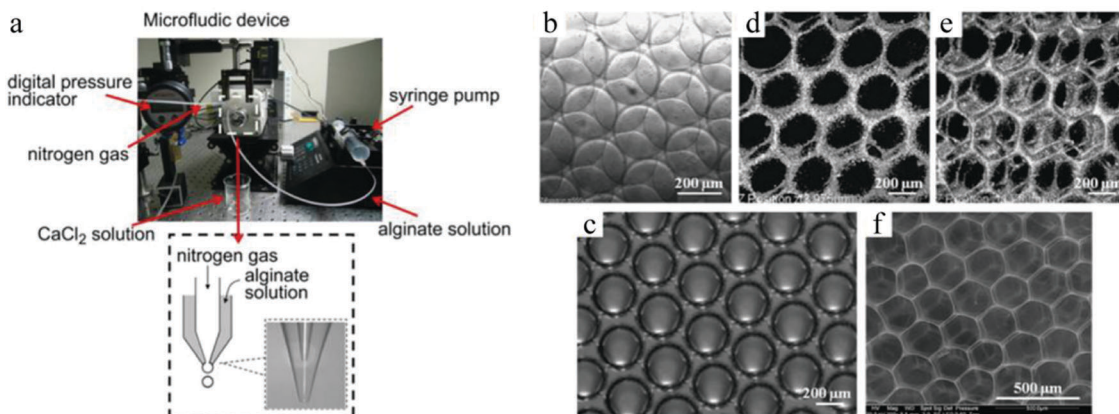 a
Microfludic device
digital pressure
indicator
nitrogen gas
CaCl2 solution
syringe pump
alginate solution
nitrogen gas
alginate
solution
b
200 μm
d
200 μm
e
200 μm
c
200 μm
f
500 μm